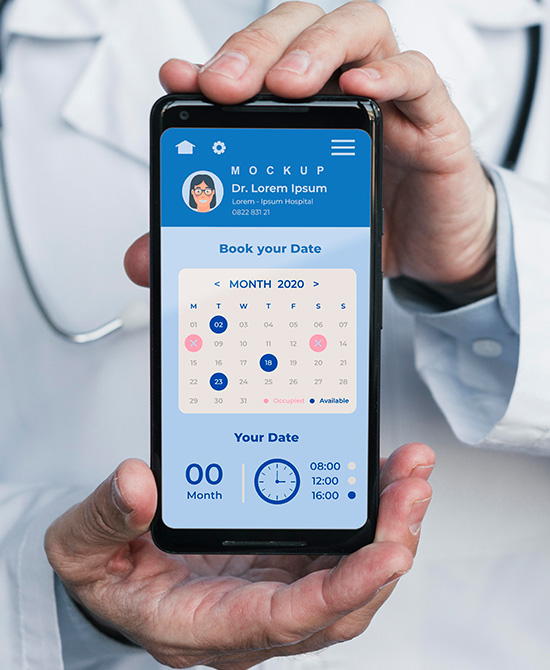 MOCKUP
Dr. Lorem Ipsum
Lorem - Ipsum Hospital
0822 831 21
Book your Date
< MONTH 2020 >
M T W T F S S
01 02 03 04 05 06 07
09 10 11 12 14
15 16 17 18 19 20 21
22 23 24 25 26 27 28
29 30 31 Occupied Available
Your Date
00
Month
08:00
12:00
16:00